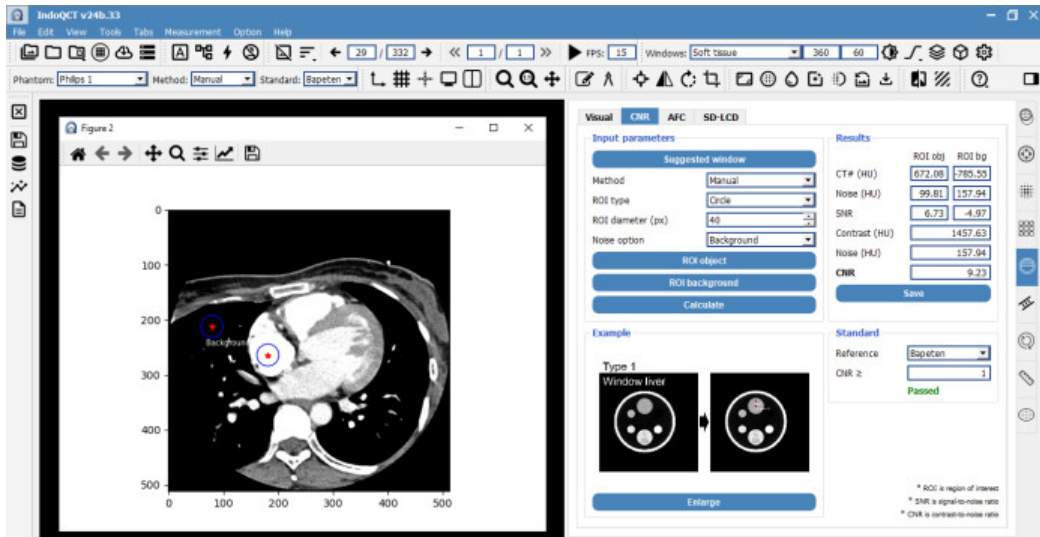 IndoQCT v24b.33
File Edit View Tools Tabs Measurement Option Help
29 / 332 1 / 1 FPS: 15 Windows: Soft tissue 360 60
Phantom: Philips 1 Method: Manual Standard: Bapeten
Figure 2
0
100
200
300
400
500
0 100 200 300 400 500
Background
Visual CNR AFC SD-LCD
Input parameters
Suggested window
Method Manual
ROI type Circle
ROI diameter (px) 40
Noise option Background
ROI object
ROI background
Calculate
Example
Type 1
Window liver
Enlarge
Results
ROI obj ROI bg
CT# (HU) 672.08 -785.55
Noise (HU) 99.81 157.94
SNR 6.73 -4.97
Contrast (HU) 1457.63
Noise (HU) 157.94
CNR 9.23
Save
Standard
Reference Bapeten
CNR ≥ 1
Passed
* ROI is region of interest
* SNR is signal-to-noise ratio
* CNR is contrast-to-noise ratio